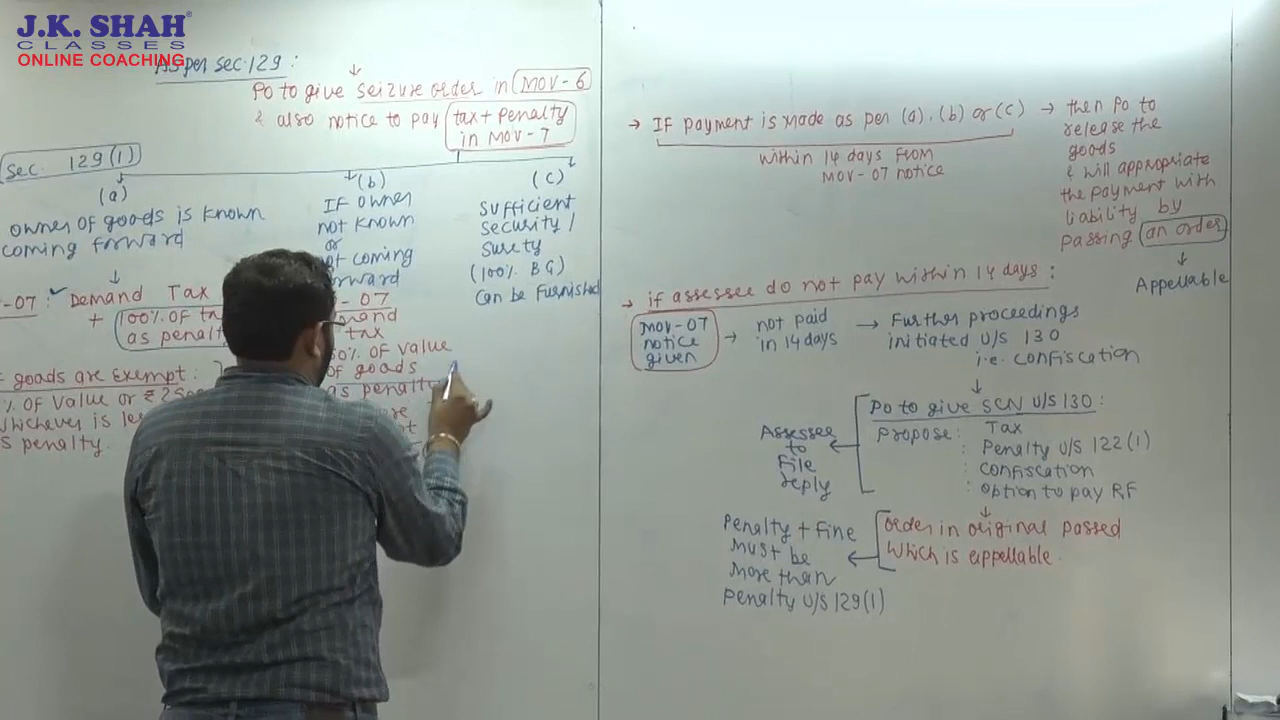 J.K. SHAH®
CLASSES
ONLINE COACHING
As per sec. 129 :
PO to give seizure order in MOV-6
& also notice to pay tax + penalty
in MOV-7
Sec. 129(1)
(a)
owner of goods is known
coming forward
-07: Demand Tax
+ 100% of tax
as penalty
goods are exempt :
% of value or ₹ 25000
whichever is less
penalty.
(b)
If owner
not known
or
not coming
forward
-07
tax
50% of value
of goods
as penalty
(c)
Sufficient
security /
surety
(100% BG)
can be furnished
→ If payment is made as per (a), (b) or (c) → then PO to
release the
goods
& will appropriate
the payment with
liability by
passing an order
↓
Appellable
within 14 days from
MOV-07 notice
→ if assessee do not pay within 14 days :
MOV-07
notice
given
→ not paid
in 14 days
→ Further proceedings
initiated U/S 130
i.e. confiscation
↓
PO to give SCN U/S 130 :
propose : Tax
: Penalty U/S 122(1)
: confiscation
: option to pay RF
Assessee
to
File
reply
↓
order in original passed
which is appellable.
Penalty + Fine
must be
more than
penalty U/S 129(1)